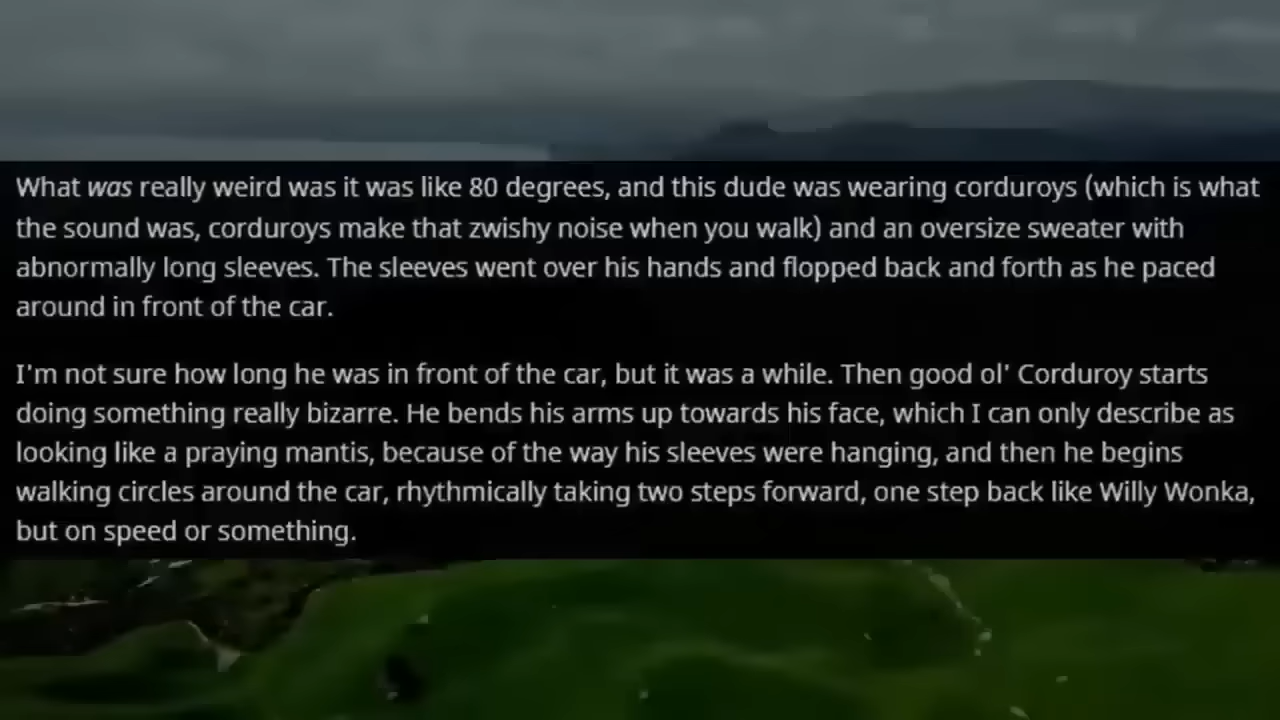 What was really weird was it was like 80 degrees, and this dude was wearing corduroys (which is what
the sound was, corduroys make that zwishy noise when you walk) and an oversize sweater with
abnormally long sleeves. The sleeves went over his hands and flopped back and forth as he paced
around in front of the car.
I'm not sure how long he was in front of the car, but it was a while. Then good ol' Corduroy starts
doing something really bizarre. He bends his arms up towards his face, which I can only describe as
looking like a praying mantis, because of the way his sleeves were hanging, and then he begins
walking circles around the car, rhythmically taking two steps forward, one step back like Willy Wonka,
but on speed or something.